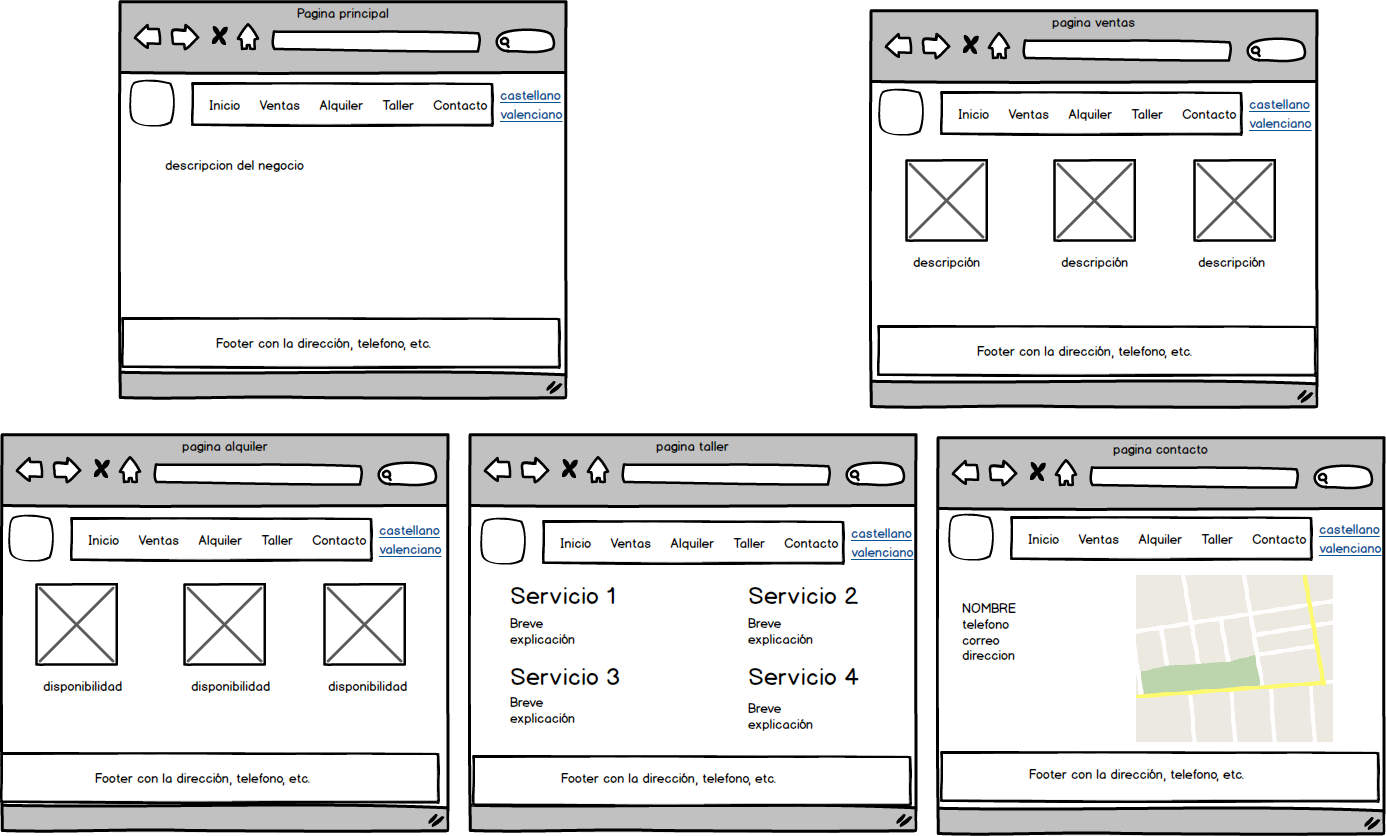 Pagina principal
Inicio Ventas Alquiler Taller Contacto
castellano
valenciano
descripcion del negocio
Footer con la dirección, telefono, etc.
pagina ventas
Inicio Ventas Alquiler Taller Contacto
castellano
valenciano
descripción descripción descripción
Footer con la dirección, telefono, etc.
pagina alquiler
Inicio Ventas Alquiler Taller Contacto
castellano
valenciano
disponibilidad disponibilidad disponibilidad
Footer con la dirección, telefono, etc.
pagina taller
Inicio Ventas Alquiler Taller Contacto
castellano
valenciano
Servicio 1
Breve
explicación
Servicio 2
Breve
explicación
Servicio 3
Breve
explicación
Servicio 4
Breve
explicación
Footer con la dirección, telefono, etc.
pagina contacto
Inicio Ventas Alquiler Taller Contacto
castellano
valenciano
NOMBRE
telefono
correo
direccion
Footer con la dirección, telefono, etc.